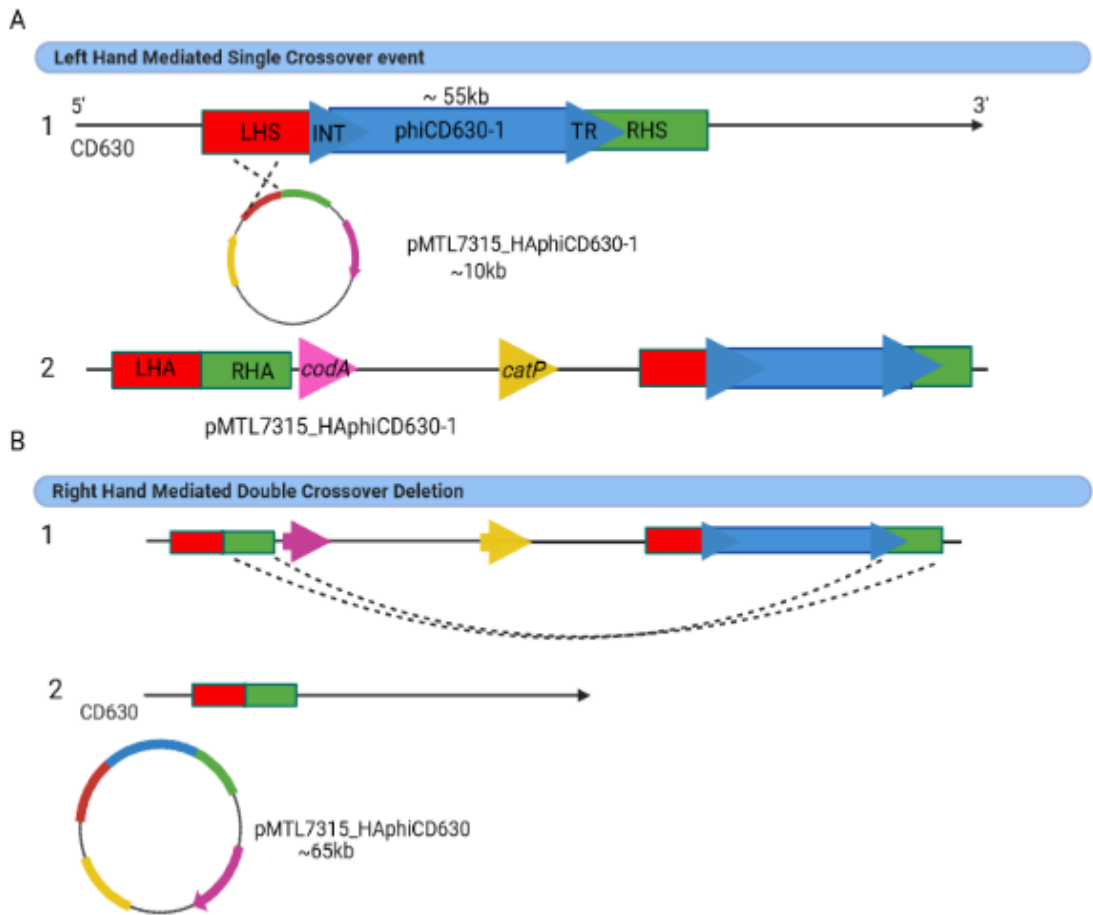 A
Left Hand Mediated Single Crossover event
5' ~ 55kb 3'
1 LHS INT phiCD630-1 TR RHS
CD630
pMTL7315_HAphiCD630-1
~10kb
2 LHA RHA codA catP
pMTL7315_HAphiCD630-1
B
Right Hand Mediated Double Crossover Deletion
1
2
CD630
pMTL7315_HAphiCD630
~65kb